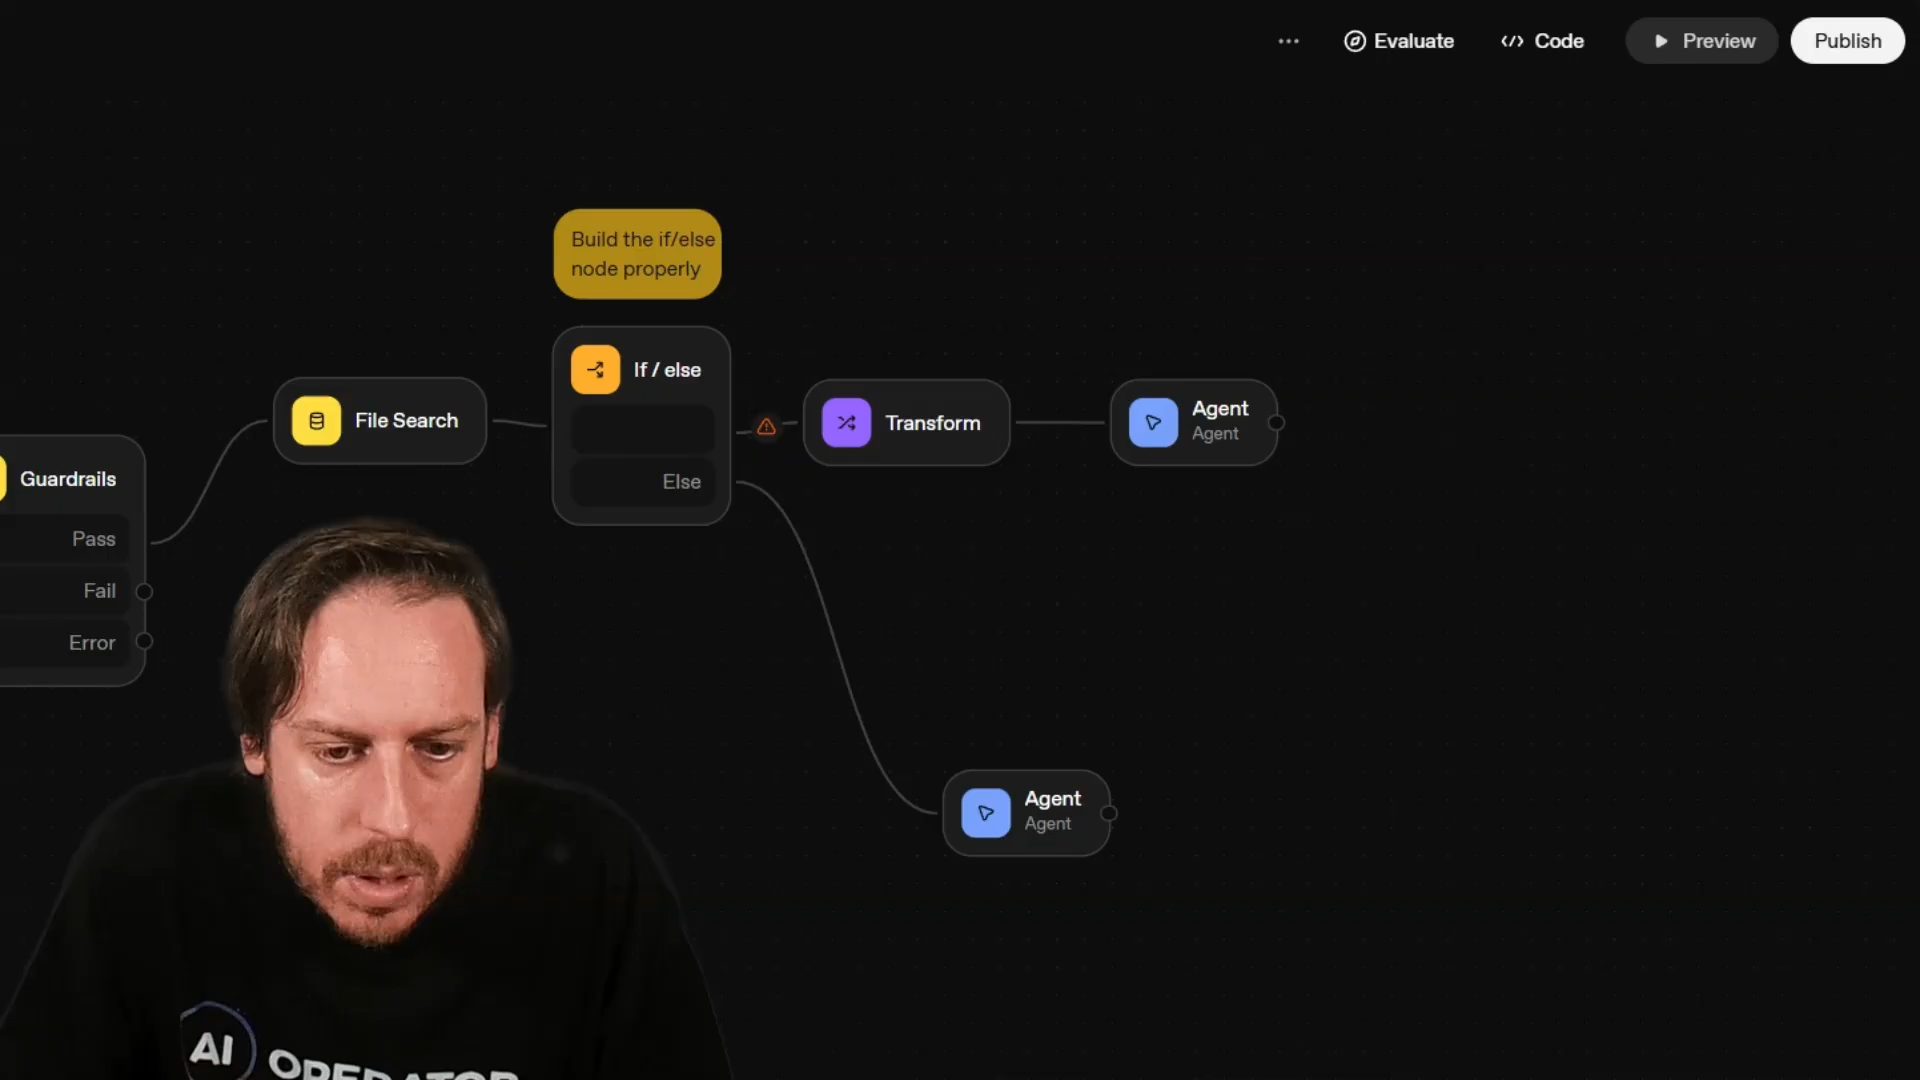 Evaluate
Code
Preview
Publish
Build the if/else
node properly
If / else
Else
File Search
Transform
Agent
Agent
Guardrails
Pass
Fail
Error
Agent
Agent
AI OPERATOR